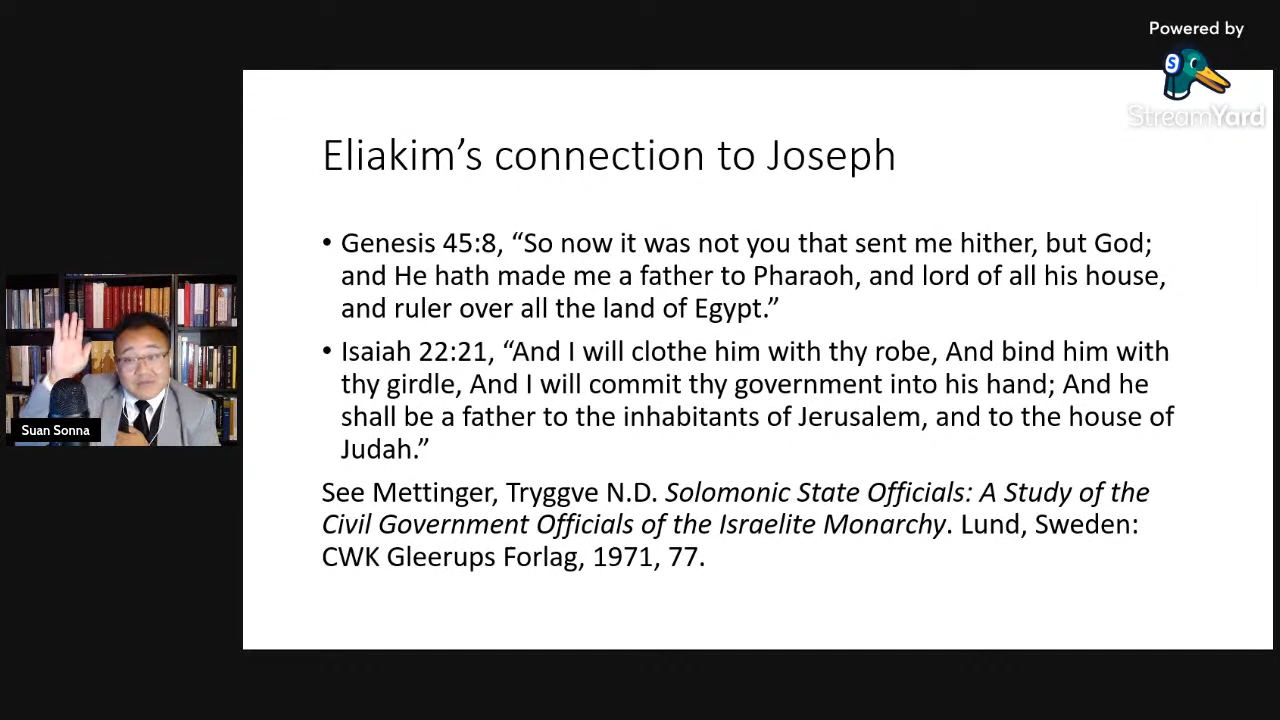 Powered by
S
StreamYard
Eliakim’s connection to Joseph
• Genesis 45:8, “So now it was not you that sent me hither, but God;
and He hath made me a father to Pharaoh, and lord of all his house,
and ruler over all the land of Egypt.”
• Isaiah 22:21, “And I will clothe him with thy robe, And bind him with
thy girdle, And I will commit thy government into his hand; And he
shall be a father to the inhabitants of Jerusalem, and to the house of
Judah.”
See Mettinger, Tryggve N.D. Solomonic State Officials: A Study of the
Civil Government Officials of the Israelite Monarchy. Lund, Sweden:
CWK Gleerups Forlag, 1971, 77.
Suan Sonna